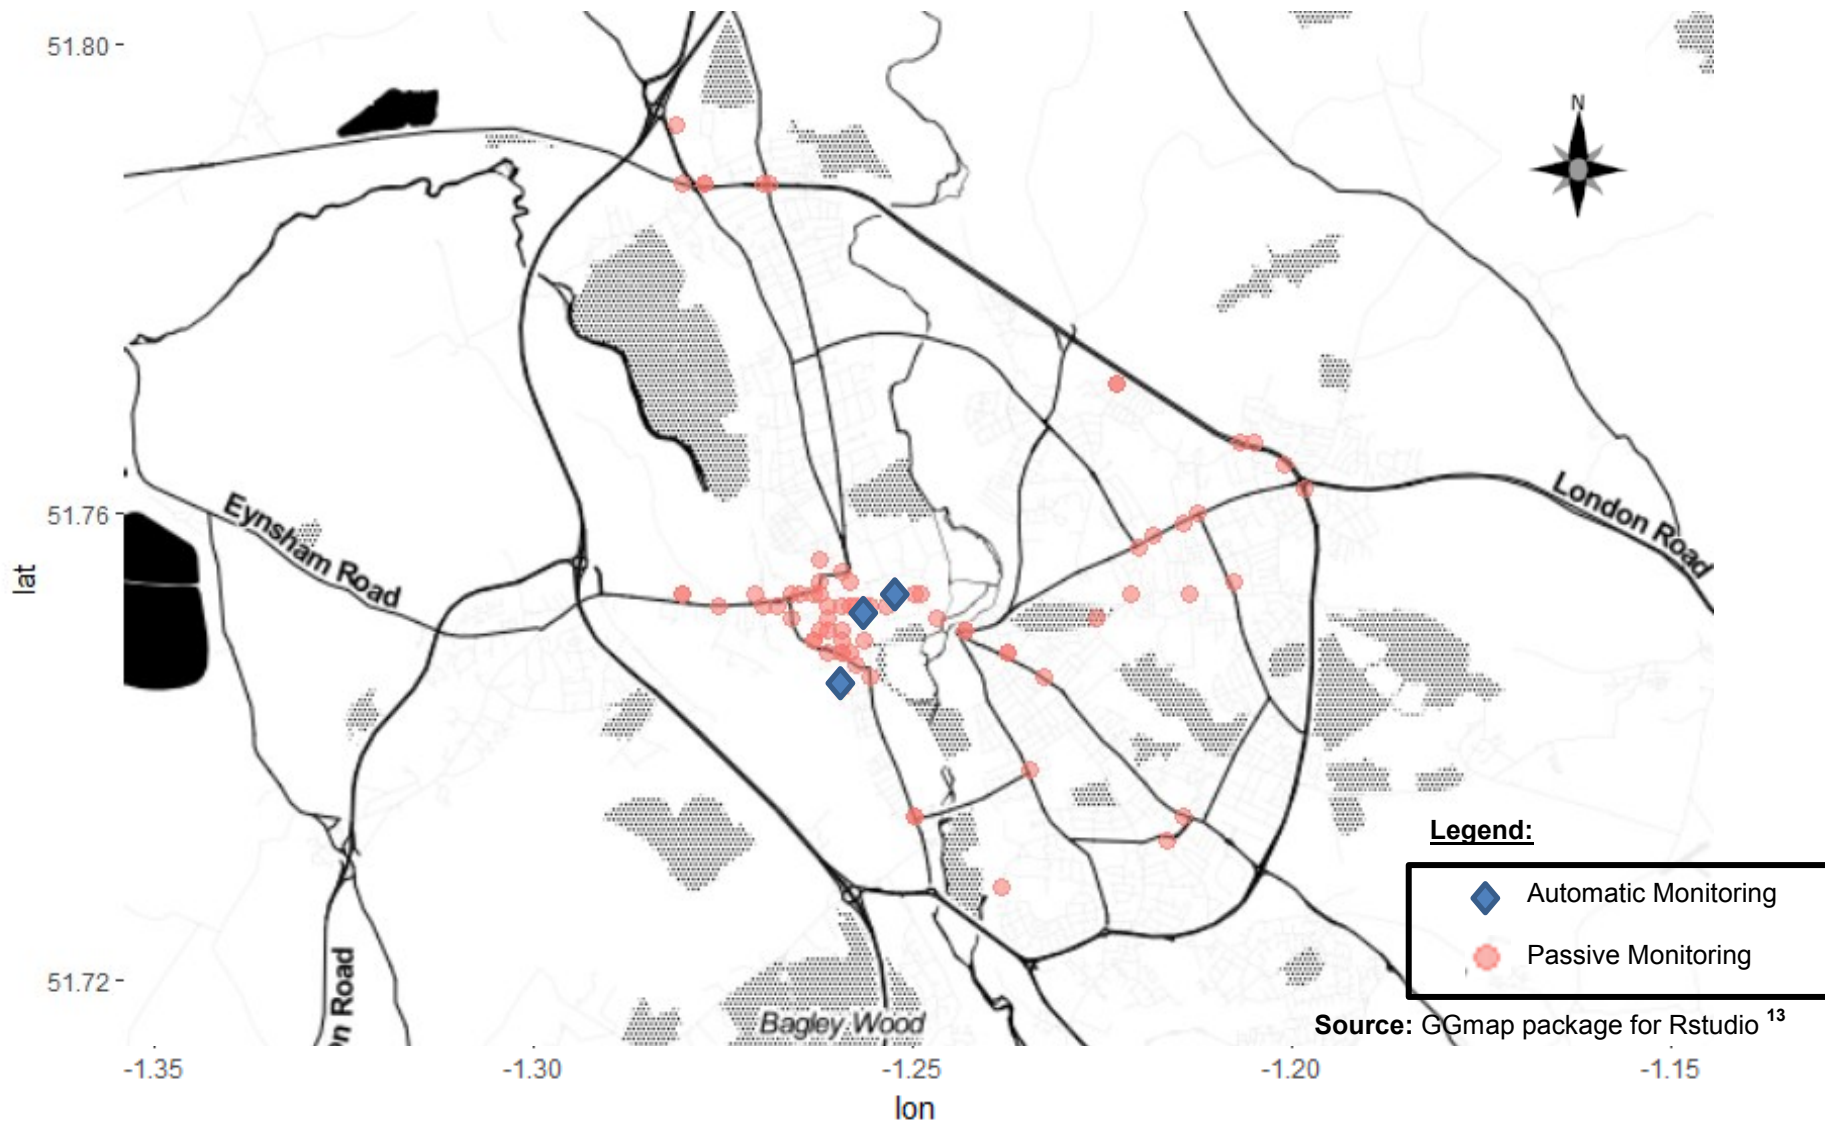 51.80
N
51.76
Eynsham Road
London Road
lat
Legend:
Automatic Monitoring
Passive Monitoring
51.72
n Road
Bagley Wood
Source: GGmap package for Rstudio 13
-1.35
-1.30
-1.25
-1.20
-1.15
lon